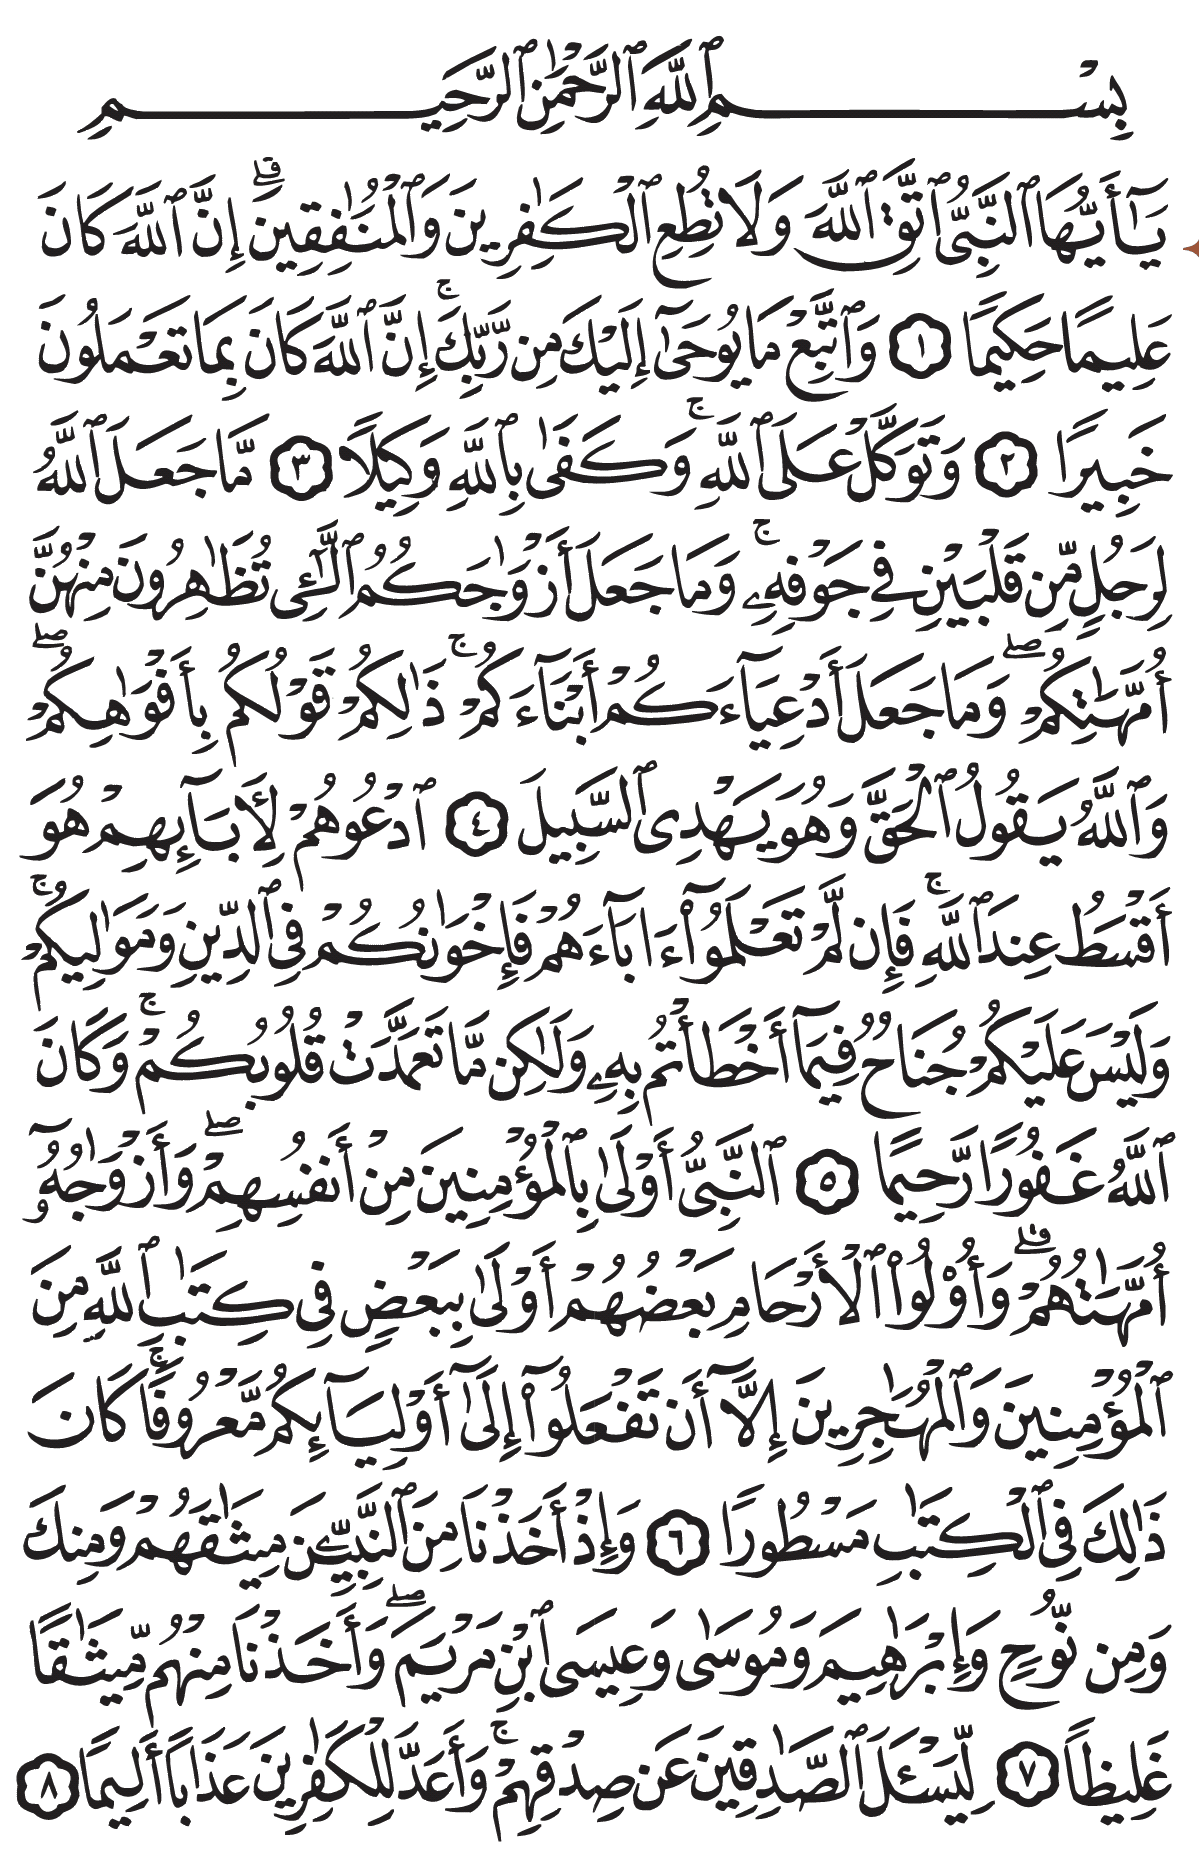 بِسْمِ ٱللَّهِ ٱلرَّحْمَٰنِ ٱلرَّحِيمِ
يَـٰٓأَيُّهَا ٱلنَّبِىُّ ٱتَّقِ ٱللَّهَ وَلَا تُطِعِ ٱلْكَـٰفِرِينَ وَٱلْمُنَـٰفِقِينَ ۗ إِنَّ ٱللَّهَ كَانَ
عَلِيمًا حَكِيمًا ١ وَٱتَّبِعْ مَا يُوحَىٰٓ إِلَيْكَ مِن رَّبِّكَ ۚ إِنَّ ٱللَّهَ كَانَ بِمَا تَعْمَلُونَ
خَبِيرًا ٢ وَتَوَكَّلْ عَلَى ٱللَّهِ ۚ وَكَفَىٰ بِٱللَّهِ وَكِيلًا ٣ مَّا جَعَلَ ٱللَّهُ
لِرَجُلٍ مِّن قَلْبَيْنِ فِى جَوْفِهِۦ ۚ وَمَا جَعَلَ أَزْوَٰجَكُمُ ٱلَّـٰٓـِٔى تُظَـٰهِرُونَ مِنْهُنَّ
أُمَّهَـٰتِكُمْ ۖ وَمَا جَعَلَ أَدْعِيَآءَكُمْ أَبْنَآءَكُمْ ۚ ذَٰلِكُمْ قَوْلُكُم بِأَفْوَٰهِكُمْ ۖ
وَٱللَّهُ يَقُولُ ٱلْحَقَّ وَهُوَ يَهْدِى ٱلسَّبِيلَ ٤ ٱدْعُوهُمْ لِـَٔابَآئِهِمْ هُوَ
أَقْسَطُ عِندَ ٱللَّهِ ۚ فَإِن لَّمْ تَعْلَمُوٓا۟ ءَابَآءَهُمْ فَإِخْوَٰنُكُمْ فِى ٱلدِّينِ وَمَوَٰلِيكُمْ ۚ
وَلَيْسَ عَلَيْكُمْ جُنَاحٌ فِيمَآ أَخْطَأْتُم بِهِۦ وَلَـٰكِن مَّا تَعَمَّدَتْ قُلُوبُكُمْ ۚ وَكَانَ
ٱللَّهُ غَفُورًا رَّحِيمًا ٥ ٱلنَّبِىُّ أَوْلَىٰ بِٱلْمُؤْمِنِينَ مِنْ أَنفُسِهِمْ ۖ وَأَزْوَٰجُهُۥٓ
أُمَّهَـٰتُهُمْ ۗ وَأُو۟لُوا۟ ٱلْأَرْحَامِ بَعْضُهُمْ أَوْلَىٰ بِبَعْضٍ فِى كِتَـٰبِ ٱللَّهِ مِنَ
ٱلْمُؤْمِنِينَ وَٱلْمُهَـٰجِرِينَ إِلَّآ أَن تَفْعَلُوٓا۟ إِلَىٰٓ أَوْلِيَآئِكُم مَّعْرُوفًا ۚ كَانَ
ذَٰلِكَ فِى ٱلْكِتَـٰبِ مَسْطُورًا ٦ وَإِذْ أَخَذْنَا مِنَ ٱلنَّبِيِّـۧنَ مِيثَـٰقَهُمْ وَمِنكَ
وَمِن نُّوحٍ وَإِبْرَٰهِيمَ وَمُوسَىٰ وَعِيسَى ٱبْنِ مَرْيَمَ ۖ وَأَخَذْنَا مِنْهُم مِّيثَـٰقًا
غَلِيظًا ٧ لِّيَسْـَٔلَ ٱلصَّـٰدِقِينَ عَن صِدْقِهِمْ ۚ وَأَعَدَّ لِلْكَـٰفِرِينَ عَذَابًا أَلِيمًا ٨